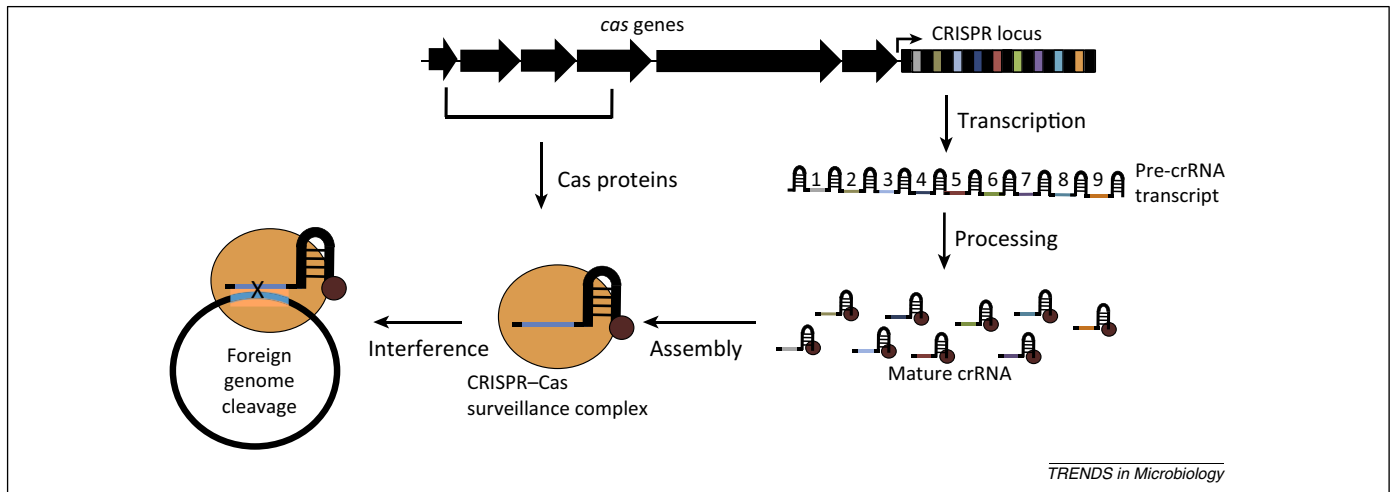 cas genes
CRISPR locus
Transcription
Cas proteins
1 2 3 4 5 6 7 8 9
Pre-crRNA
transcript
Processing
Foreign
genome
cleavage
X
Interference
CRISPR–Cas
surveillance complex
Assembly
Mature crRNA
TRENDS in Microbiology